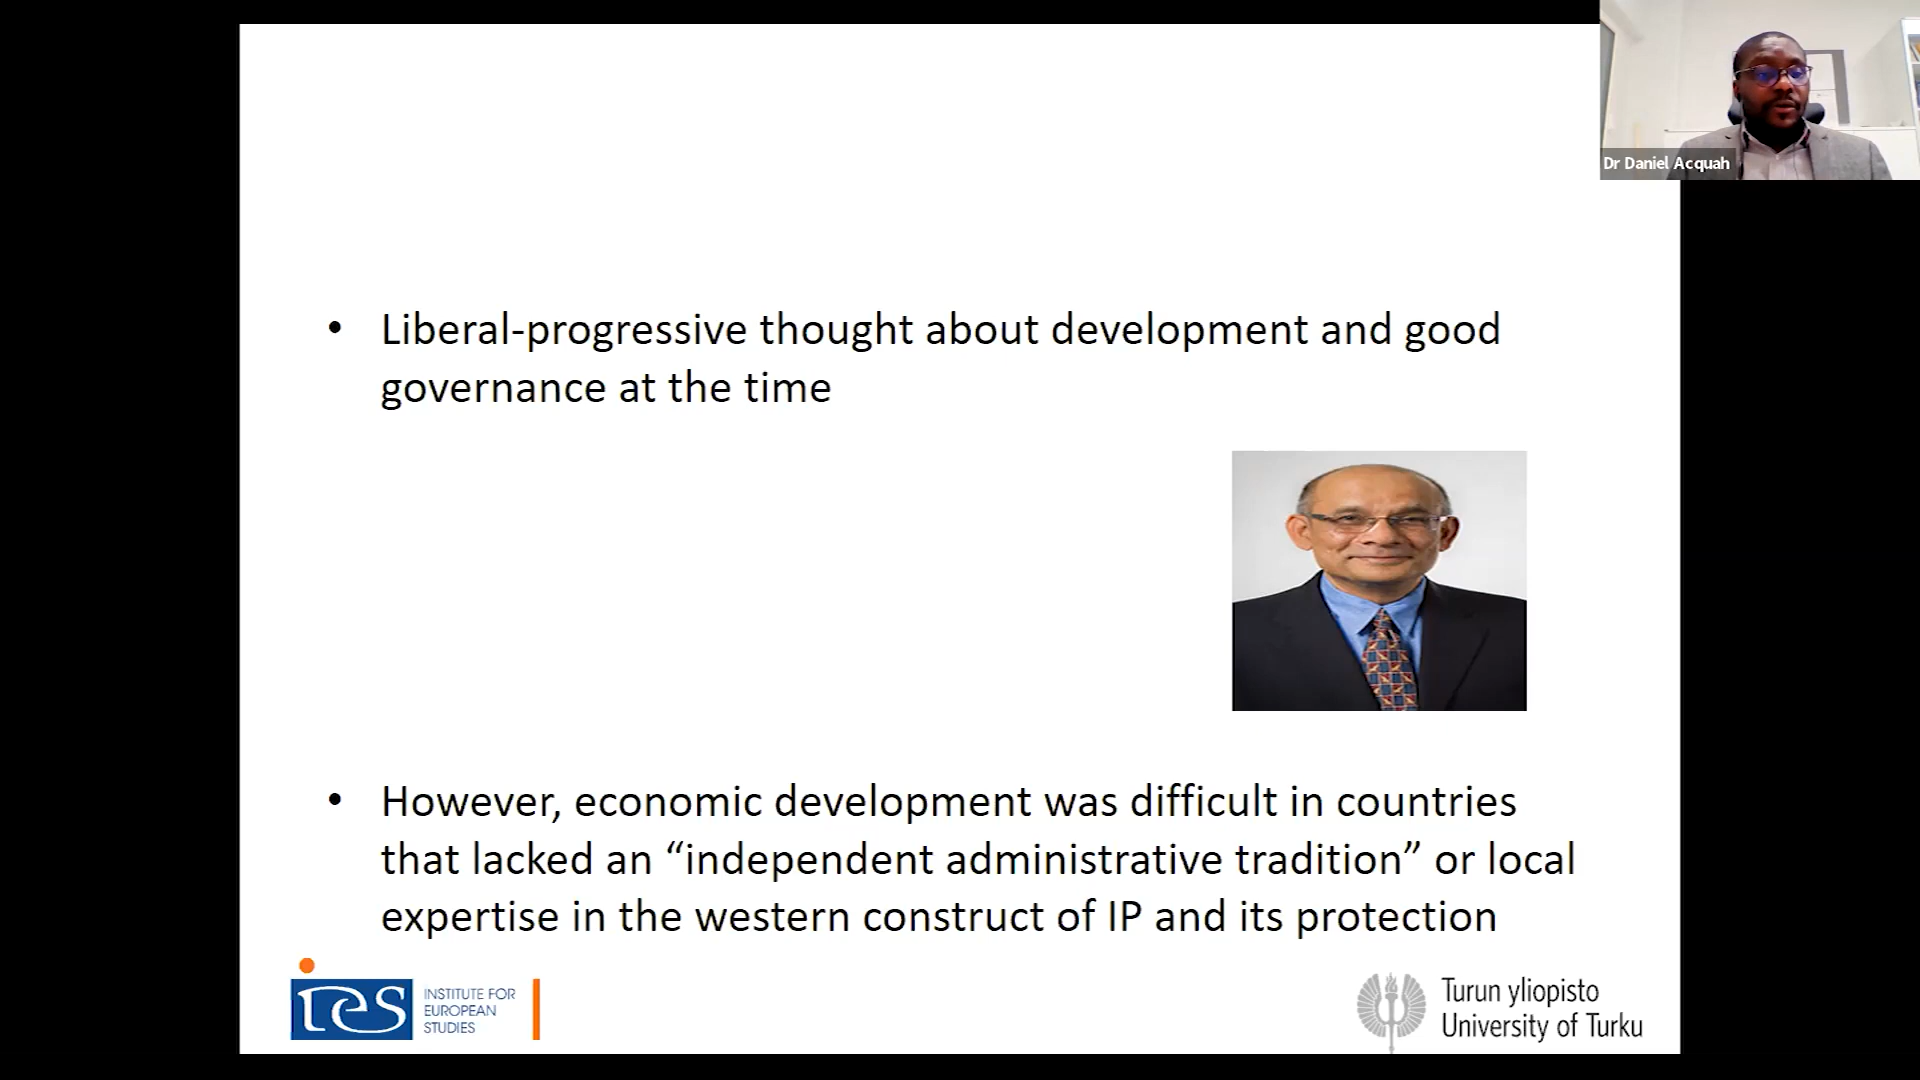 Dr Daniel Acquah
• Liberal-progressive thought about development and good
governance at the time
• However, economic development was difficult in countries
that lacked an “independent administrative tradition” or local
expertise in the western construct of IP and its protection
ies
INSTITUTE FOR
EUROPEAN
STUDIES
Turun yliopisto
University of Turku